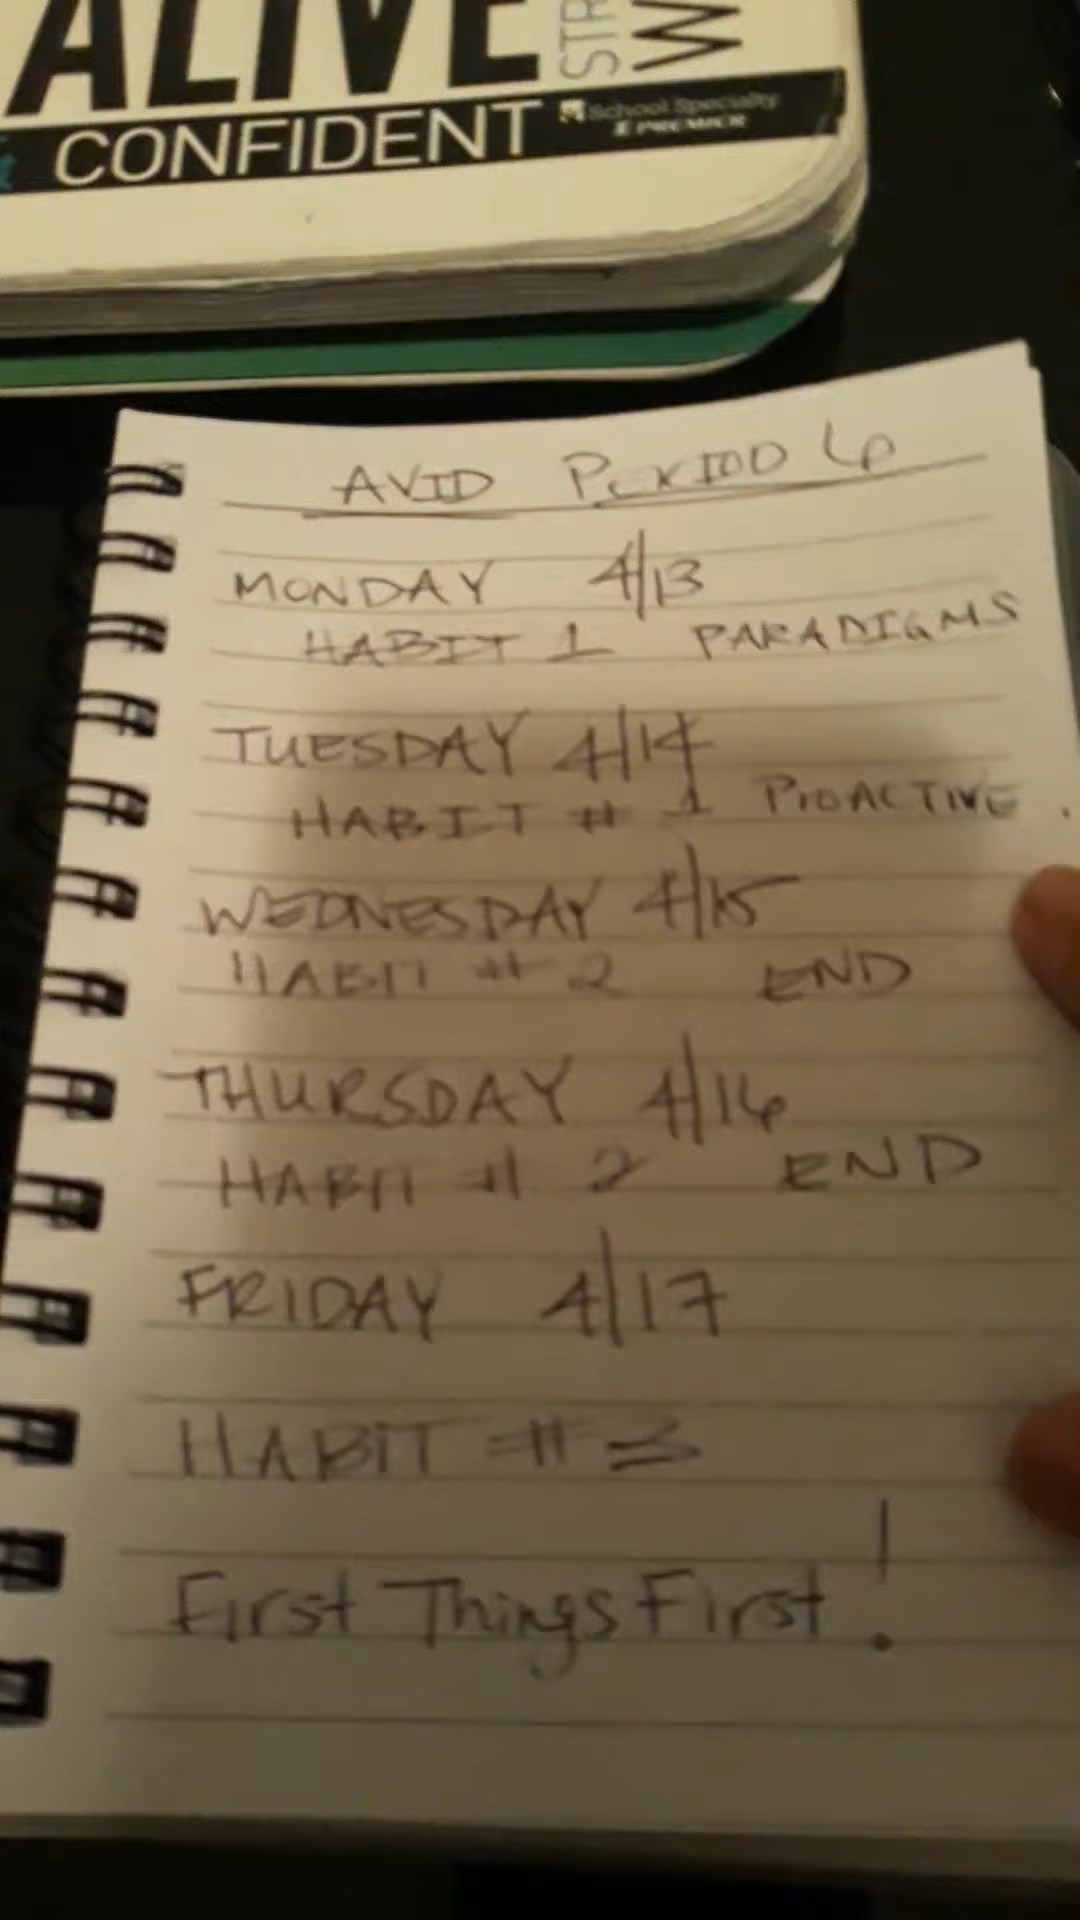 ALIVE
STR
W
CONFIDENT
School Specialty
PREMIER
AVID PERIOD 6
MONDAY 4/13
HABIT 1 PARADIGMS
TUESDAY 4/14
HABIT # 1 PROACTIVE.
WEDNESDAY 4/15
HABIT # 2 END
THURSDAY 4/16
HABIT # 2 END
FRIDAY 4/17
HABIT # 3
First Things First!